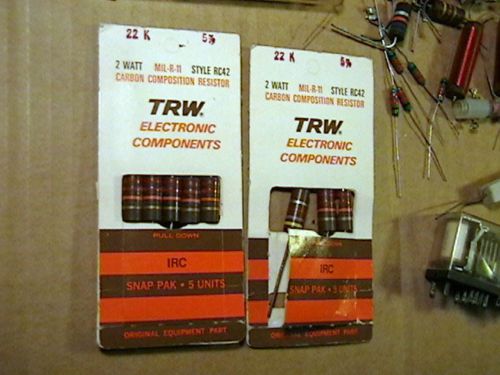 22 K 5%
2 WATT MIL-R-11 STYLE RC42
CARBON COMPOSITION RESISTOR
TRW®
ELECTRONIC
COMPONENTS
PULL DOWN
IRC
SNAP PAK • 5 UNITS
ORIGINAL EQUIPMENT PART
22 K 5%
2 WATT MIL-R-11 STYLE RC42
CARBON COMPOSITION RESISTOR
TRW®
ELECTRONIC
COMPONENTS
IRC
SNAP PAK • 5 UNITS
ORIGINAL EQUIPMENT PART